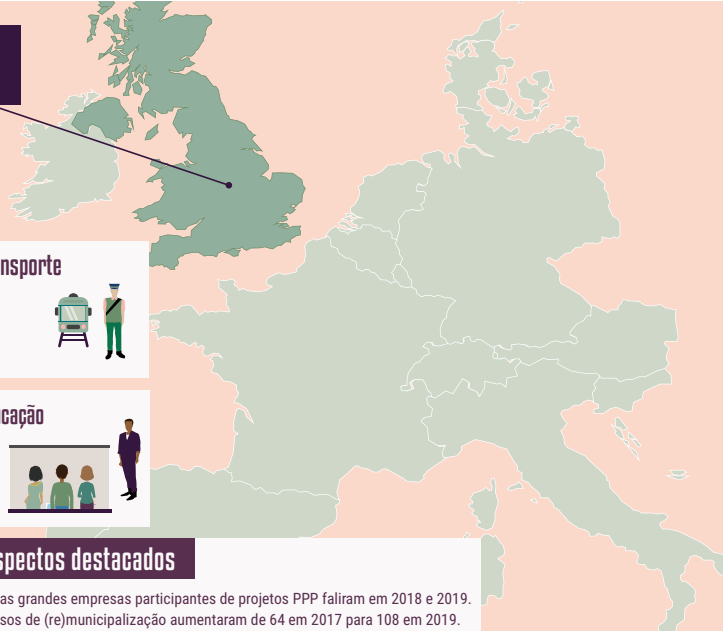 nsporte
cação
spectos destacados
as grandes empresas participantes de projetos PPP faliram em 2018 e 2019.
sos de (re)municipalização aumentaram de 64 em 2017 para 108 em 2019.